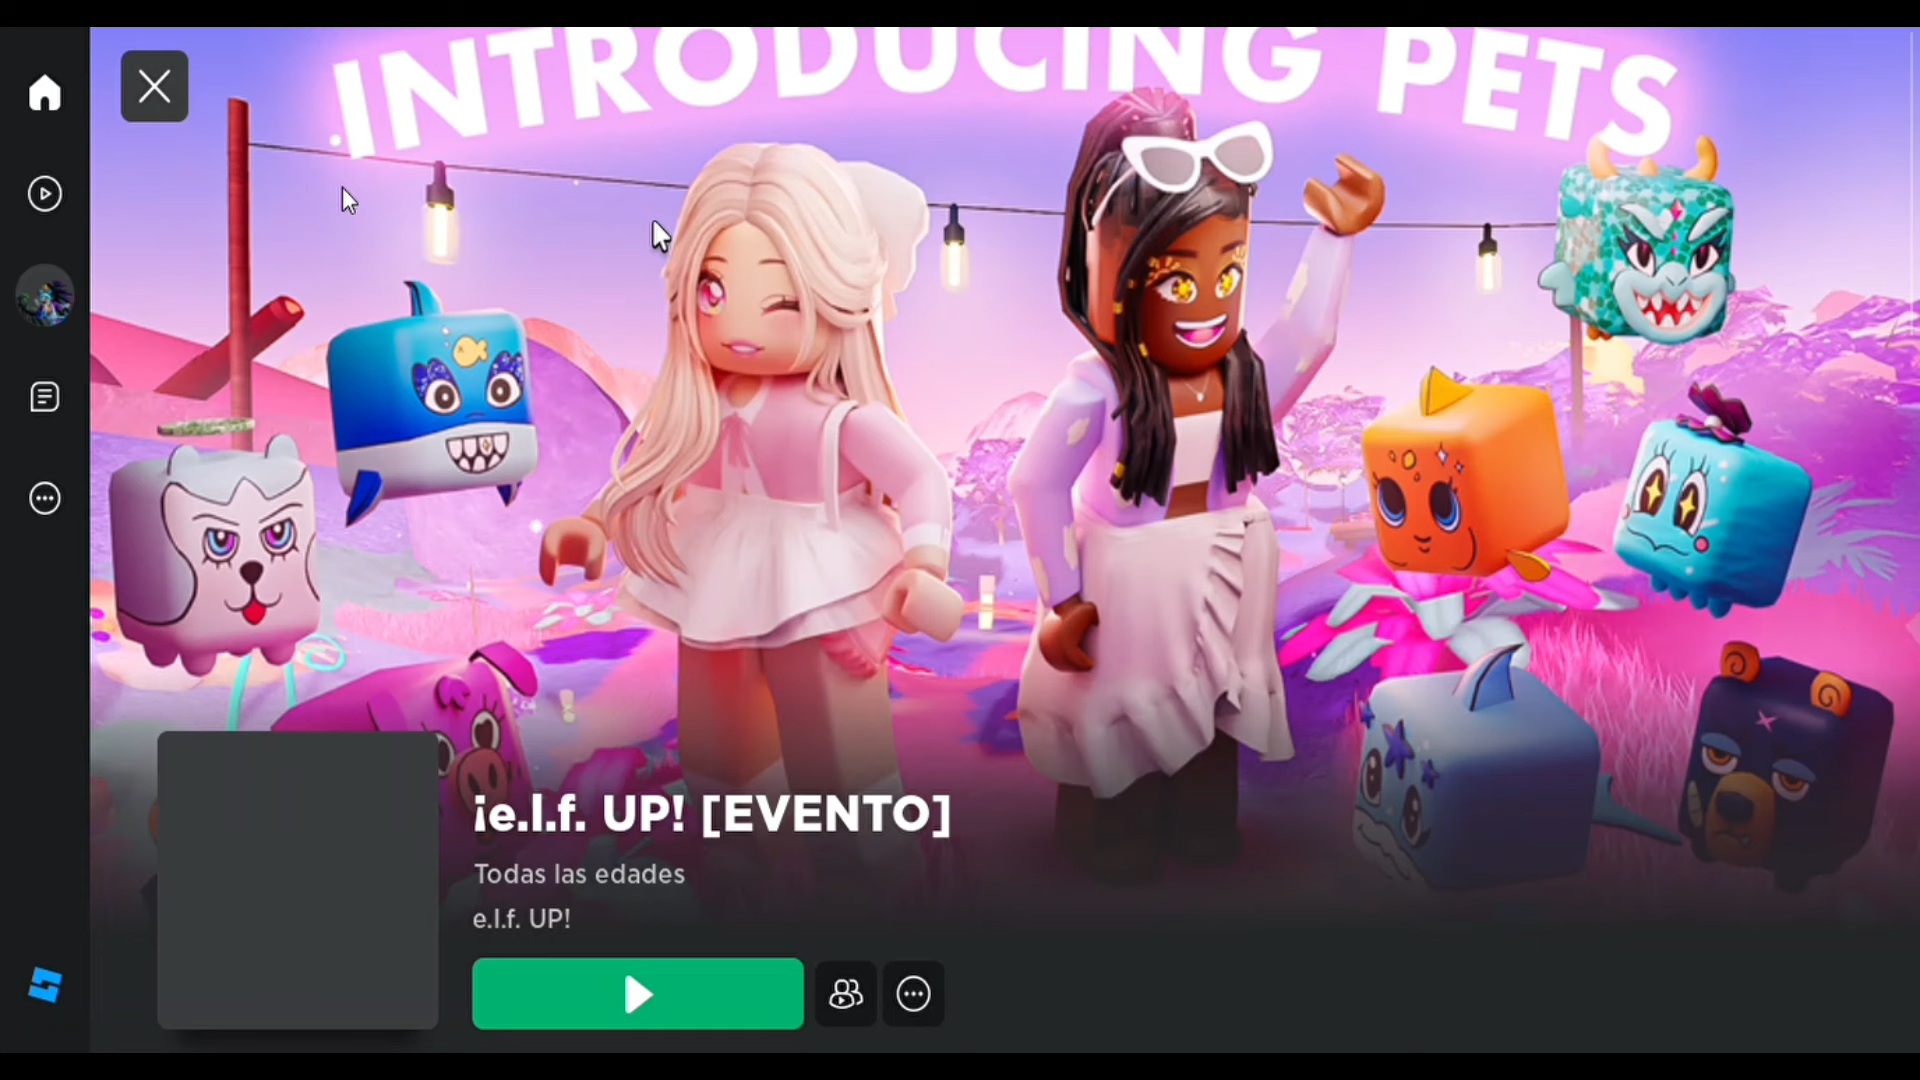 INTRODUCING PETS
¡e.l.f. UP! [EVENTO]
Todas las edades
e.l.f. UP!